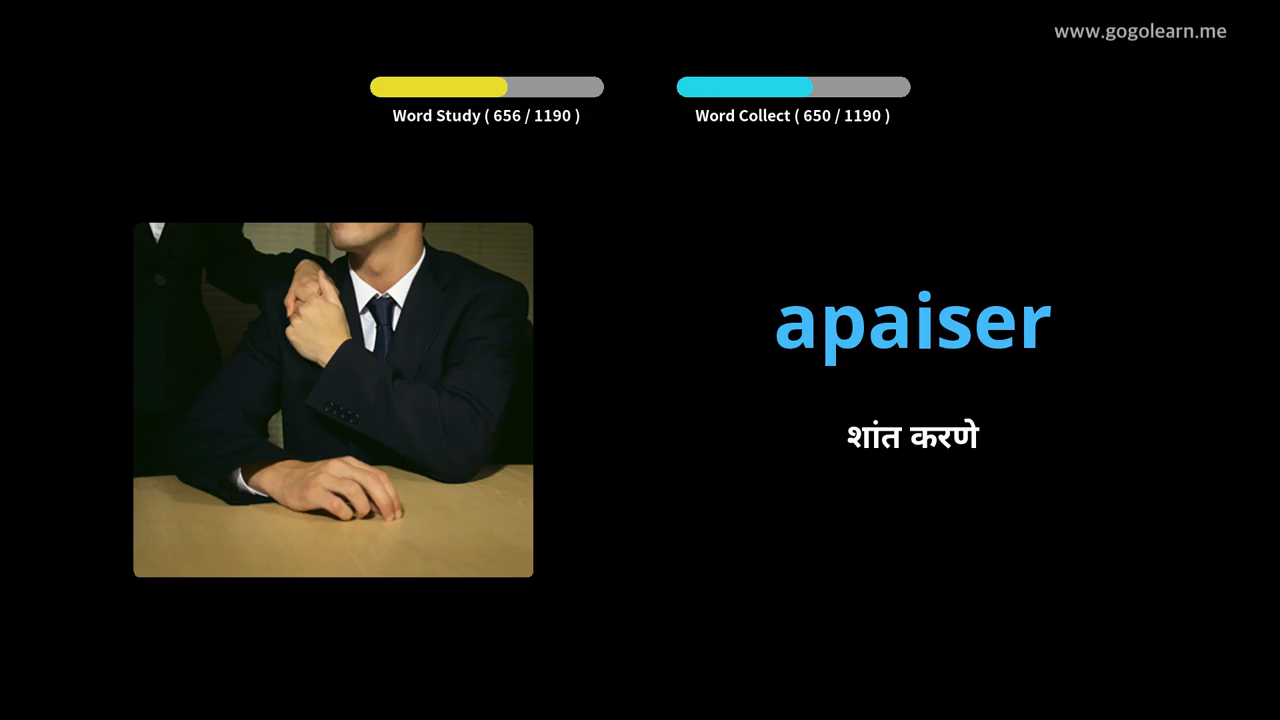 www.gogolearn.me
Word Study ( 656 / 1190 )
Word Collect ( 650 / 1190 )
apaiser
शांत करणे